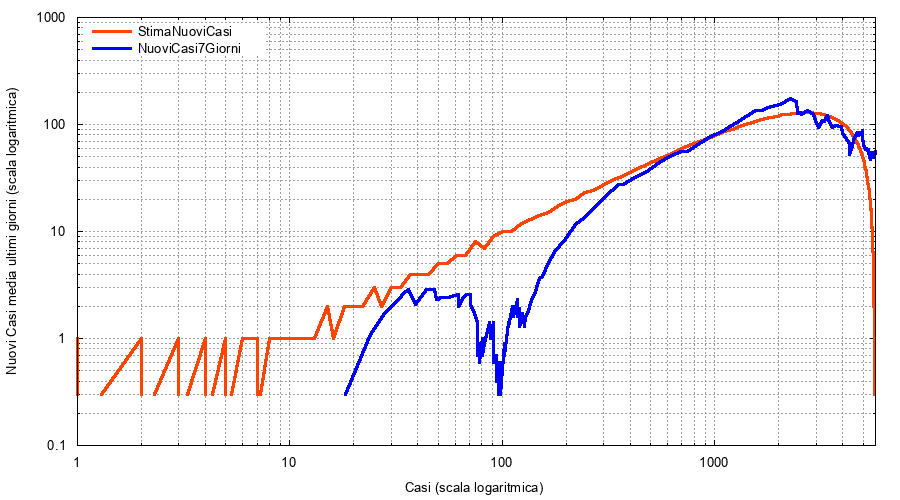 1000
100
10
1
0.1
StimaNuoviCasi
NuoviCasi7Giorni
Nuovi Casi media ultimi giorni (scala logaritmica)
1 10 100 1000
Casi (scala logaritmica)